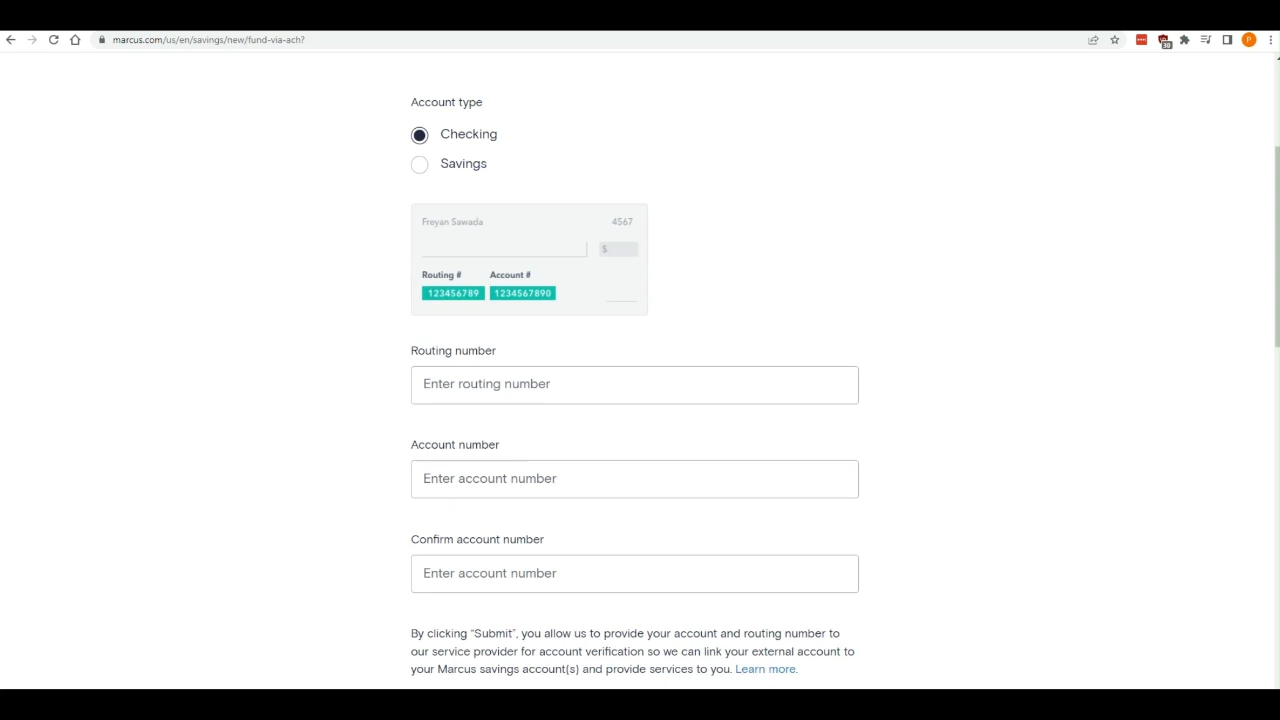 marcus.com/us/en/savings/new/fund-via-ach?
30
P
Account type
Checking
Savings
Freyan Sawada 4567
$
Routing # Account #
123456789 1234567890
Routing number
Enter routing number
Account number
Enter account number
Confirm account number
Enter account number
By clicking “Submit”, you allow us to provide your account and routing number to
our service provider for account verification so we can link your external account to
your Marcus savings account(s) and provide services to you. Learn more.